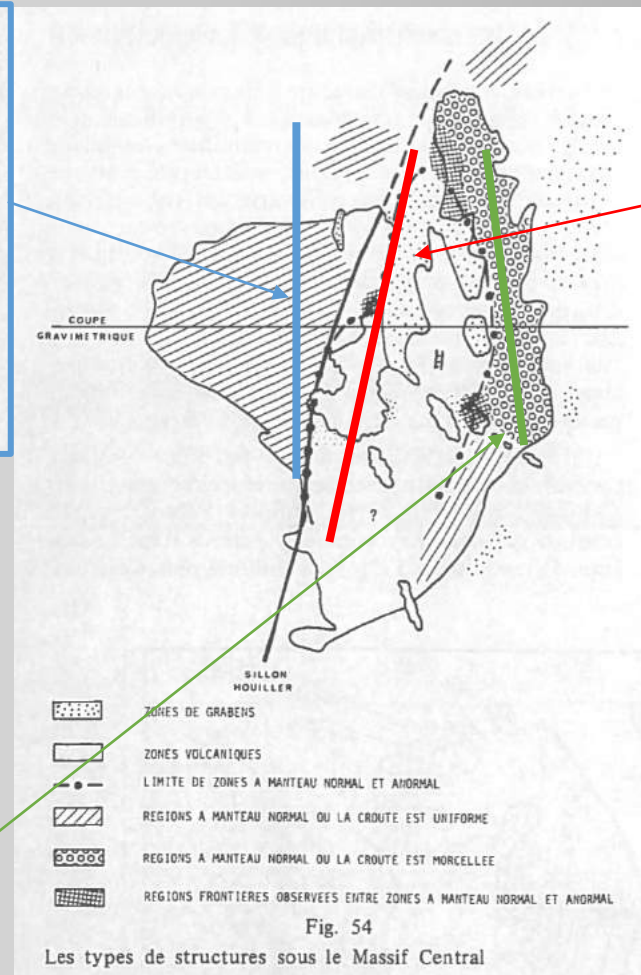 COUPE
GRAVIMETRIQUE
?
SILLON
HOUILLER
ZONES DE GRABENS
ZONES VOLCANIQUES
LIMITE DE ZONES A MANTEAU NORMAL ET ANORMAL
REGIONS A MANTEAU NORMAL OU LA CROUTE EST UNIFORME
REGIONS A MANTEAU NORMAL OU LA CROUTE EST MORCELLEE
REGIONS FRONTIERES OBSERVEES ENTRE ZONES A MANTEAU NORMAL ET ANORMAL
Fig. 54
Les types de structures sous le Massif Central